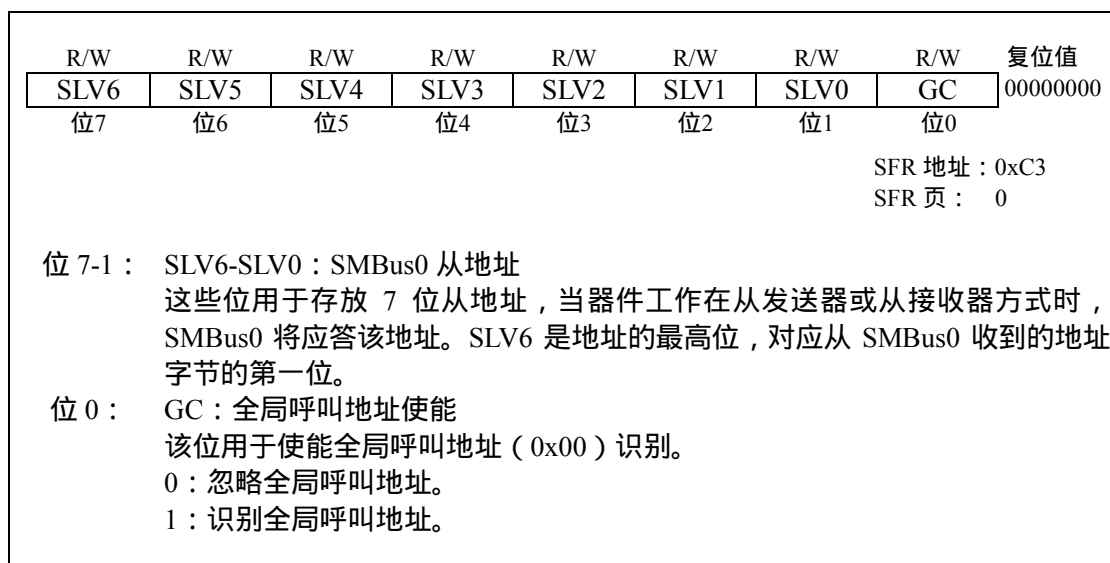 R/W R/W R/W R/W R/W R/W R/W R/W 复位值
SLV6 SLV5 SLV4 SLV3 SLV2 SLV1 SLV0 GC 00000000
位7 位6 位5 位4 位3 位2 位1 位0
SFR 地址：0xC3
SFR 页： 0
位 7-1： SLV6-SLV0：SMBus0 从地址
这些位用于存放 7 位从地址，当器件工作在从发送器或从接收器方式时，
SMBus0 将应答该地址。SLV6 是地址的最高位，对应从 SMBus0 收到的地址
字节的第一位。
位 0： GC：全局呼叫地址使能
该位用于使能全局呼叫地址（0x00）识别。
0：忽略全局呼叫地址。
1：识别全局呼叫地址。